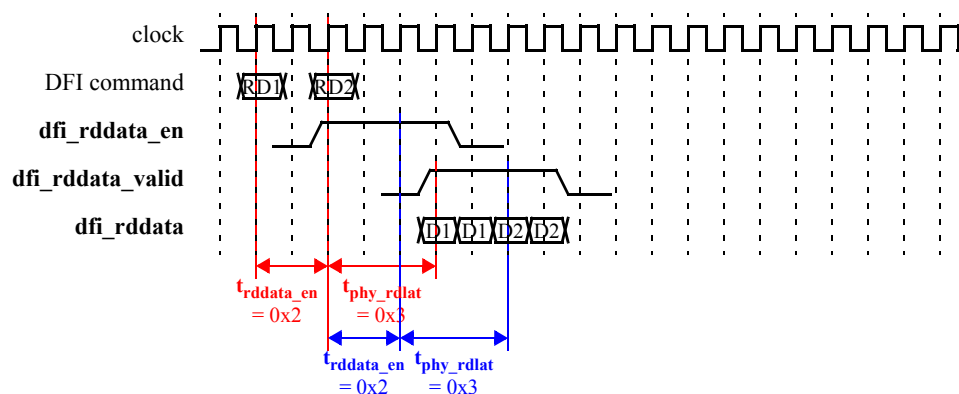 clock
DFI command RD1 RD2
dfi_rddata_en
dfi_rddata_valid
dfi_rddata D1 D1 D2 D2
trddata_en tphy_rdlat
= 0x2 = 0x3
trddata_en tphy_rdlat
= 0x2 = 0x3